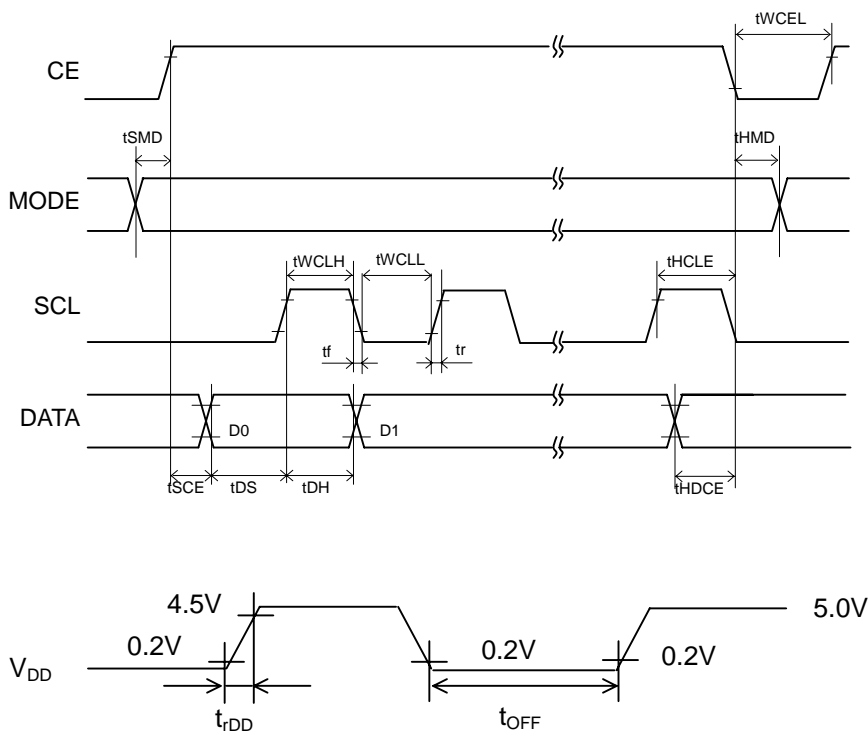 tWCEL
CE
tSMD
tHMD
MODE
tWCLH
tWCLL
tHCLE
SCL
tf
tr
DATA
D0
D1
tSCE
tDS
tDH
tHDCE
4.5V
5.0V
0.2V
0.2V
0.2V
VDD
trDD
tOFF